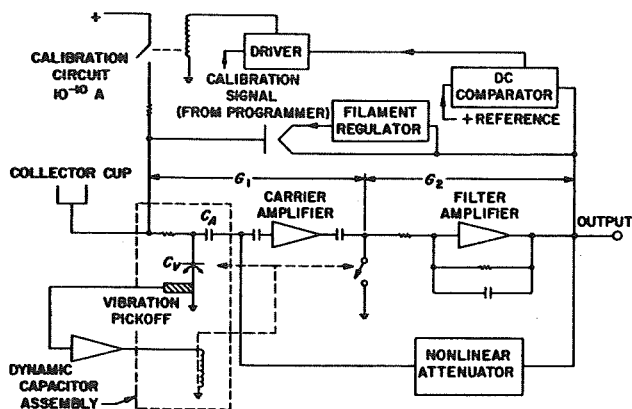 +
CALIBRATION
CIRCUIT
10⁻¹⁰ A
DRIVER
CALIBRATION
SIGNAL
(FROM PROGRAMMER)
DC
COMPARATOR
+ REFERENCE
FILAMENT
REGULATOR
COLLECTOR CUP
G₁
G₂
C_A
CARRIER
AMPLIFIER
FILTER
AMPLIFIER
OUTPUT
C_V
VIBRATION
PICKOFF
DYNAMIC
CAPACITOR
ASSEMBLY
NONLINEAR
ATTENUATOR